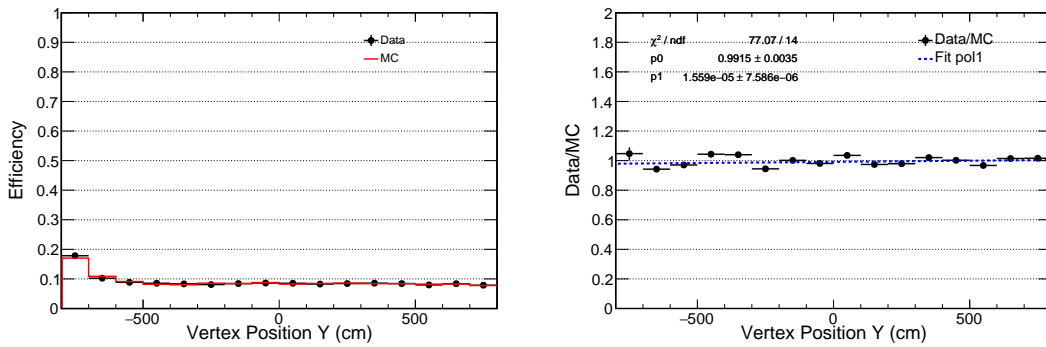 Efficiency
1
0.9
0.8
0.7
0.6
0.5
0.4
0.3
0.2
0.1
0
Data
MC
−500 0 500
Vertex Position Y (cm)
Data/MC
2
1.8
1.6
1.4
1.2
1
0.8
0.6
0.4
0.2
0
χ² / ndf 77.07 / 14
p0 0.9915 ± 0.0035
p1 1.559e−05 ± 7.586e−06
Data/MC
Fit pol1
−500 0 500
Vertex Position Y (cm)